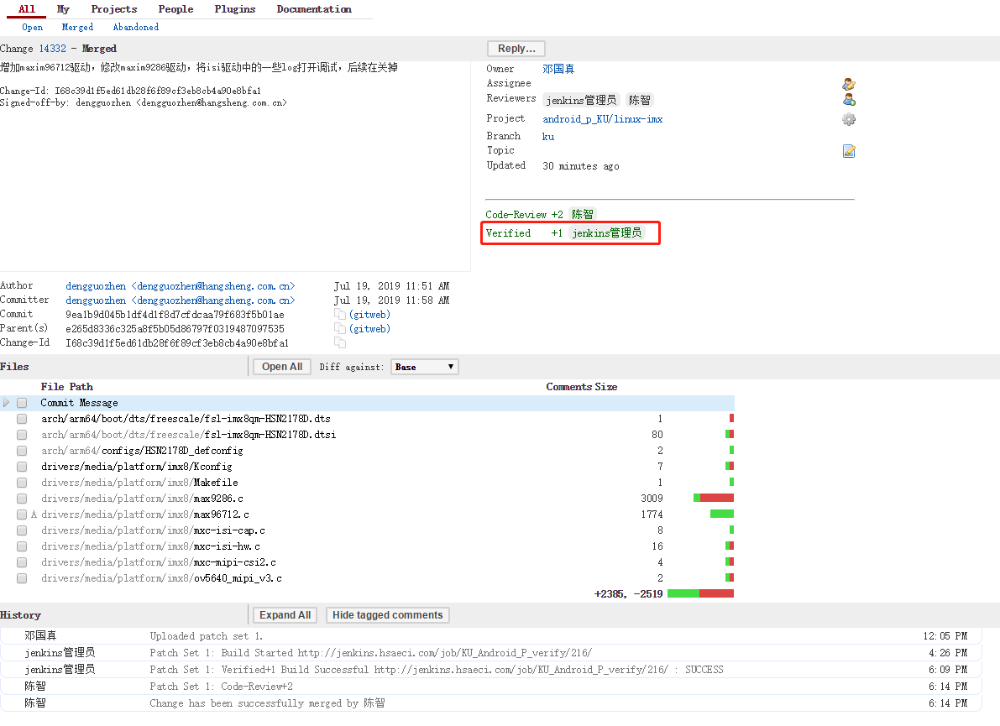 All My Projects People Plugins Documentation
Open Merged Abandoned
Change 14332 - Merged
Reply…
增加maxim96712驱动，修改maxim9286驱动，将isi驱动中的一些log打开调试，后续在关掉
Change-Id: I68c39d1f5ed61db28f6f89cf3eb8cb4a90e8bfa1
Signed-off-by: dengguozhen <dengguozhen@hangsheng.com.cn>
Owner 邓国真
Assignee
Reviewers jenkins管理员 陈智
Project android_p_KU/linux-imx
Branch ku
Topic
Updated 30 minutes ago
Code-Review +2 陈智
Verified +1 jenkins管理员
Author dengguozhen <dengguozhen@hangsheng.com.cn> Jul 19, 2019 11:51 AM
Committer dengguozhen <dengguozhen@hangsheng.com.cn> Jul 19, 2019 11:58 AM
Commit 9ea1b9d045b1df4d1f8d7cfdcaa79f683f5b01ae (gitweb)
Parent(s) e265d8336c325a8f5b05d86797f0319487097535 (gitweb)
Change-Id I68c39d1f5ed61db28f6f89cf3eb8cb4a90e8bfa1
Files Open All Diff against: Base
File Path Comments Size
Commit Message
arch/arm64/boot/dts/freescale/fsl-imx8qm-HSN2178D.dts 1
arch/arm64/boot/dts/freescale/fsl-imx8qm-HSN2178D.dtsi 80
arch/arm64/configs/HSN2178D_defconfig 2
drivers/media/platform/imx8/Kconfig 7
drivers/media/platform/imx8/Makefile 1
drivers/media/platform/imx8/max9286.c 3009
A drivers/media/platform/imx8/max96712.c 1774
drivers/media/platform/imx8/mxc-isi-cap.c 8
drivers/media/platform/imx8/mxc-isi-hw.c 16
drivers/media/platform/imx8/mxc-mipi-csi2.c 4
drivers/media/platform/imx8/ov5640_mipi_v3.c 2
+2385, -2519
History Expand All Hide tagged comments
邓国真 Uploaded patch set 1. 12:05 PM
jenkins管理员 Patch Set 1: Build Started http://jenkins.hsaeci.com/job/KU_Android_P_verify/216/ 4:26 PM
jenkins管理员 Patch Set 1: Verified+1 Build Successful http://jenkins.hsaeci.com/job/KU_Android_P_verify/216/ : SUCCESS 6:09 PM
陈智 Patch Set 1: Code-Review+2 6:14 PM
陈智 Change has been successfully merged by 陈智 6:14 PM